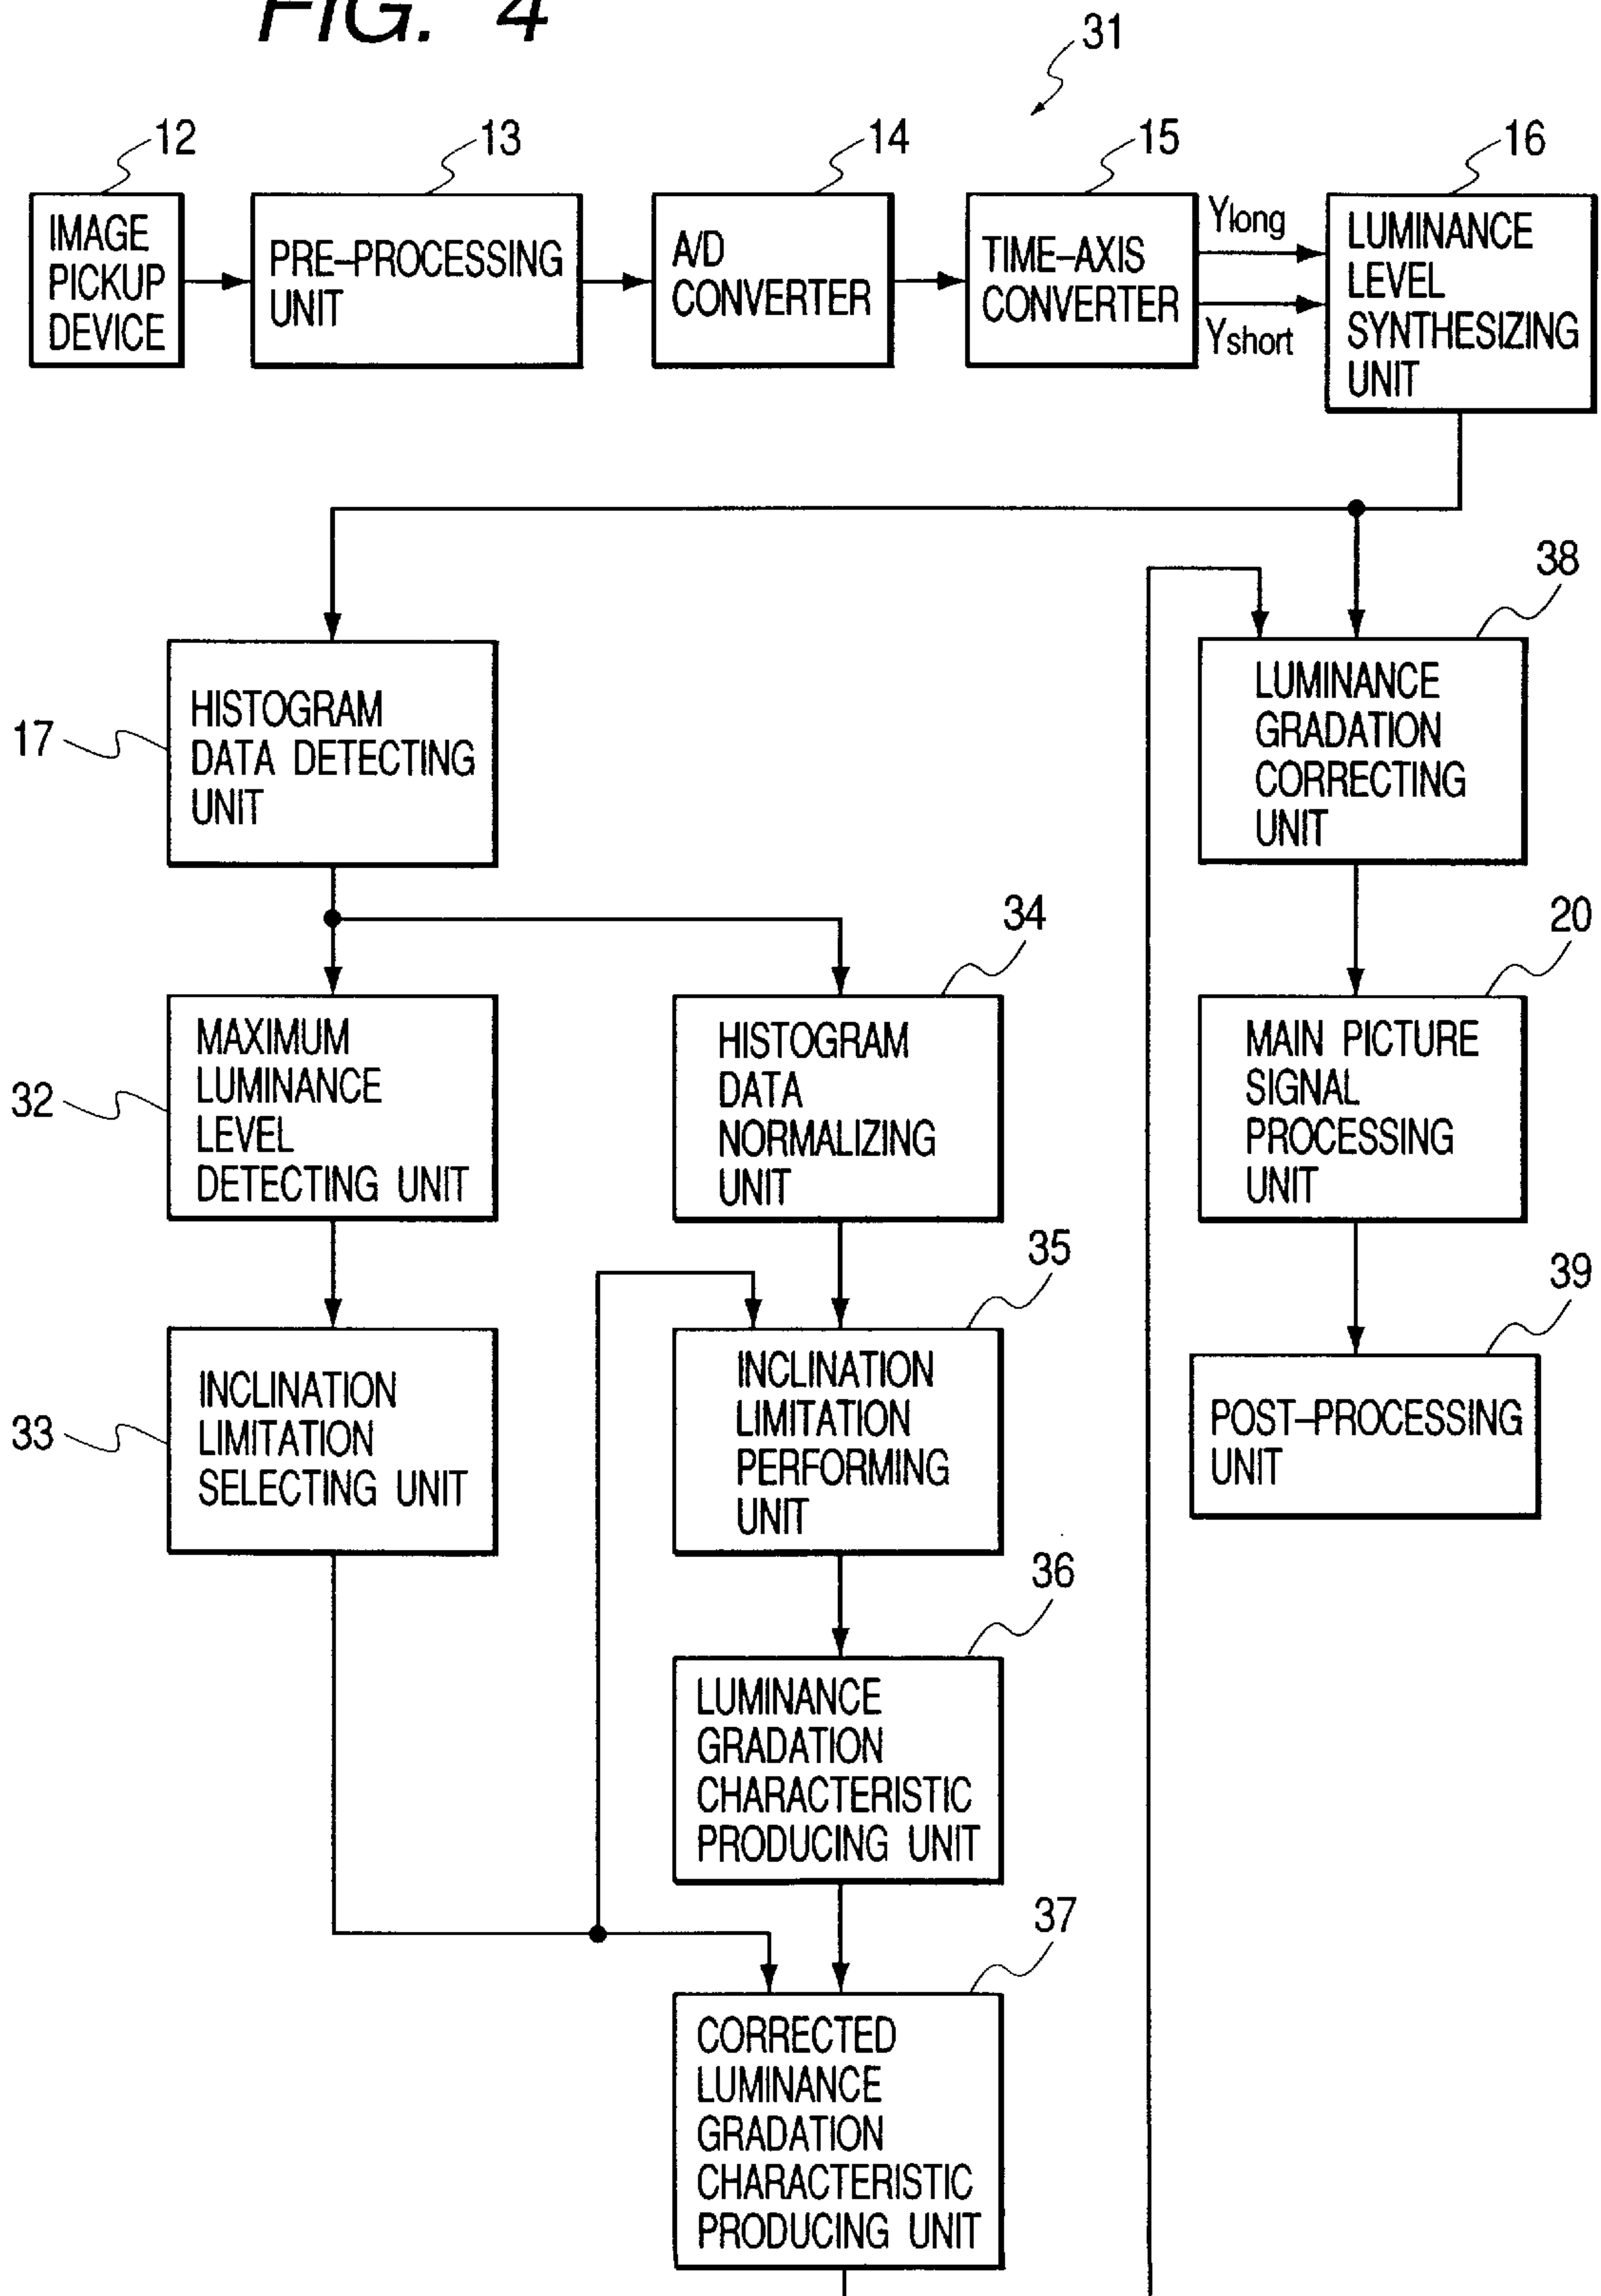 FIG. 4
31
12
13
14
15
16
IMAGE
PICKUP
DEVICE
PRE-PROCESSING
UNIT
A/D
CONVERTER
TIME-AXIS
CONVERTER
Ylong
Yshort
LUMINANCE
LEVEL
SYNTHESIZING
UNIT
38
17
HISTOGRAM
DATA DETECTING
UNIT
LUMINANCE
GRADATION
CORRECTING
UNIT
34
20
32
MAXIMUM
LUMINANCE
LEVEL
DETECTING UNIT
HISTOGRAM
DATA
NORMALIZING
UNIT
MAIN PICTURE
SIGNAL
PROCESSING
UNIT
35
39
33
INCLINATION
LIMITATION
SELECTING UNIT
INCLINATION
LIMITATION
PERFORMING
UNIT
POST-PROCESSING
UNIT
36
LUMINANCE
GRADATION
CHARACTERISTIC
PRODUCING UNIT
37
CORRECTED
LUMINANCE
GRADATION
CHARACTERISTIC
PRODUCING UNIT